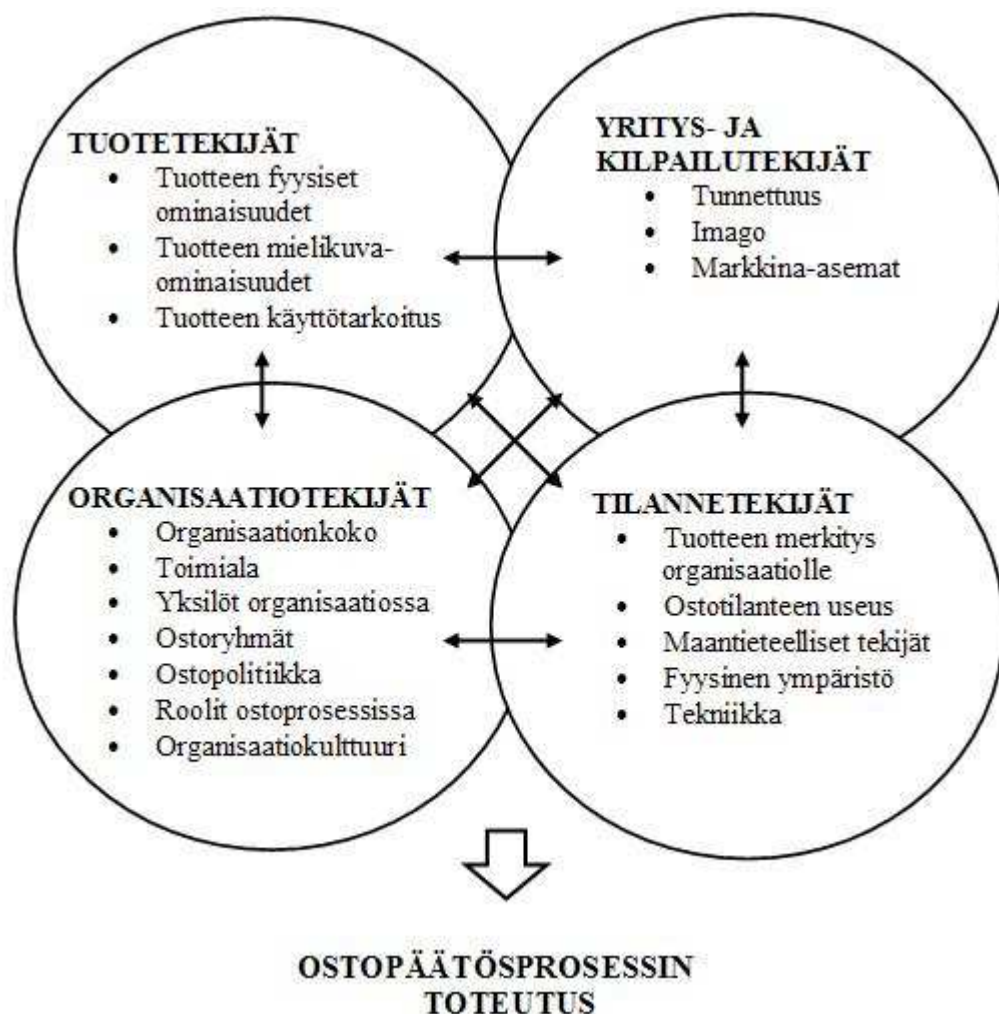 TUOTETEKIJÄT
• Tuotteen fyysiset
ominaisuudet
• Tuotteen mielikuva-
ominaisuudet
• Tuotteen käyttötarkoitus
YRITYS- JA
KILPAILUTEKIJÄT
• Tunnettuus
• Imago
• Markkina-asemat
ORGANISAATIOTEKIJÄT
• Organisaationkoko
• Toimiala
• Yksilöt organisaatiossa
• Ostoryhmät
• Ostopolitiikka
• Roolit ostoprosessissa
• Organisaatiokulttuuri
TILANNETEKIJÄT
• Tuotteen merkitys
organisaatiolle
• Ostotilanteen useus
• Maantieteelliset tekijät
• Fyysinen ympäristö
• Tekniikka
OSTOPÄÄTÖSPROSESSIN
TOTEUTUS